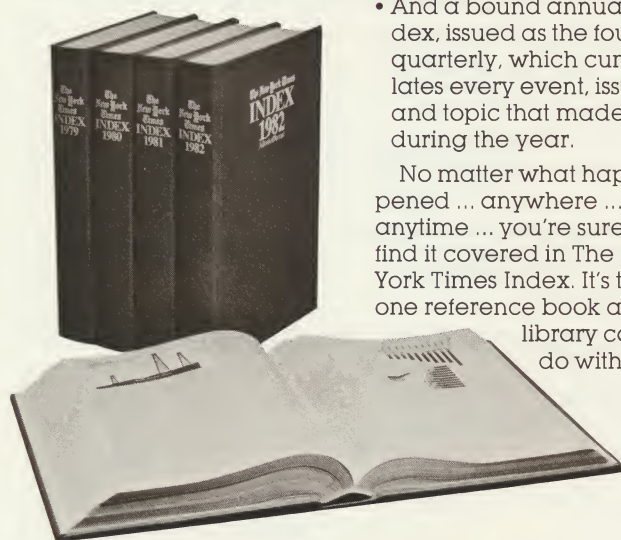 The
New York
Times
INDEX
1979
The
New York
Times
INDEX
1980
The
New York
Times
INDEX
1981
The
New York
Times
INDEX
1982
The New York Times
INDEX
1982
• And a bound annua
dex, issued as the fou
quarterly, which cur
lates every event, iss
and topic that made
during the year.
No matter what hap
pened ... anywhere ...
anytime ... you're sure
find it covered in The
York Times Index. It's t
one reference book a
library co
do with